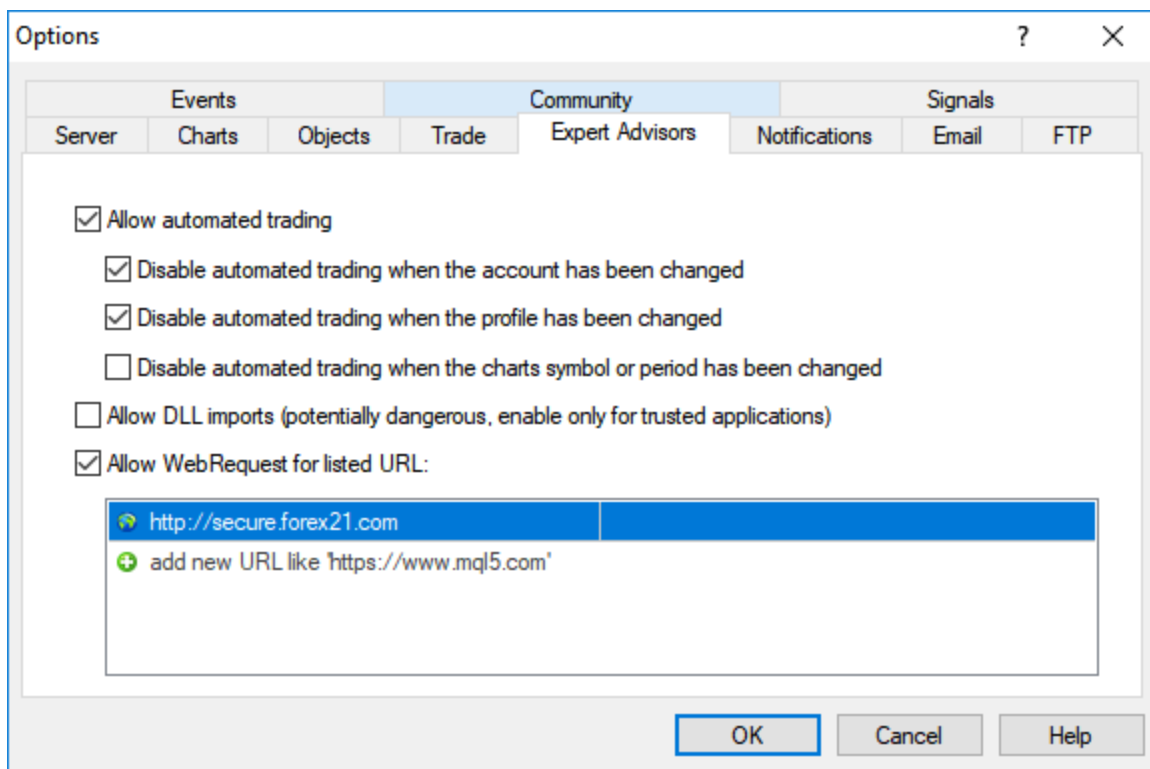 Options
Events Community Signals
Server Charts Objects Trade Expert Advisors Notifications Email FTP
Allow automated trading
Disable automated trading when the account has been changed
Disable automated trading when the profile has been changed
Disable automated trading when the charts symbol or period has been changed
Allow DLL imports (potentially dangerous, enable only for trusted applications)
Allow WebRequest for listed URL:
http://secure.forex21.com
add new URL like 'https://www.mql5.com'
OK Cancel Help